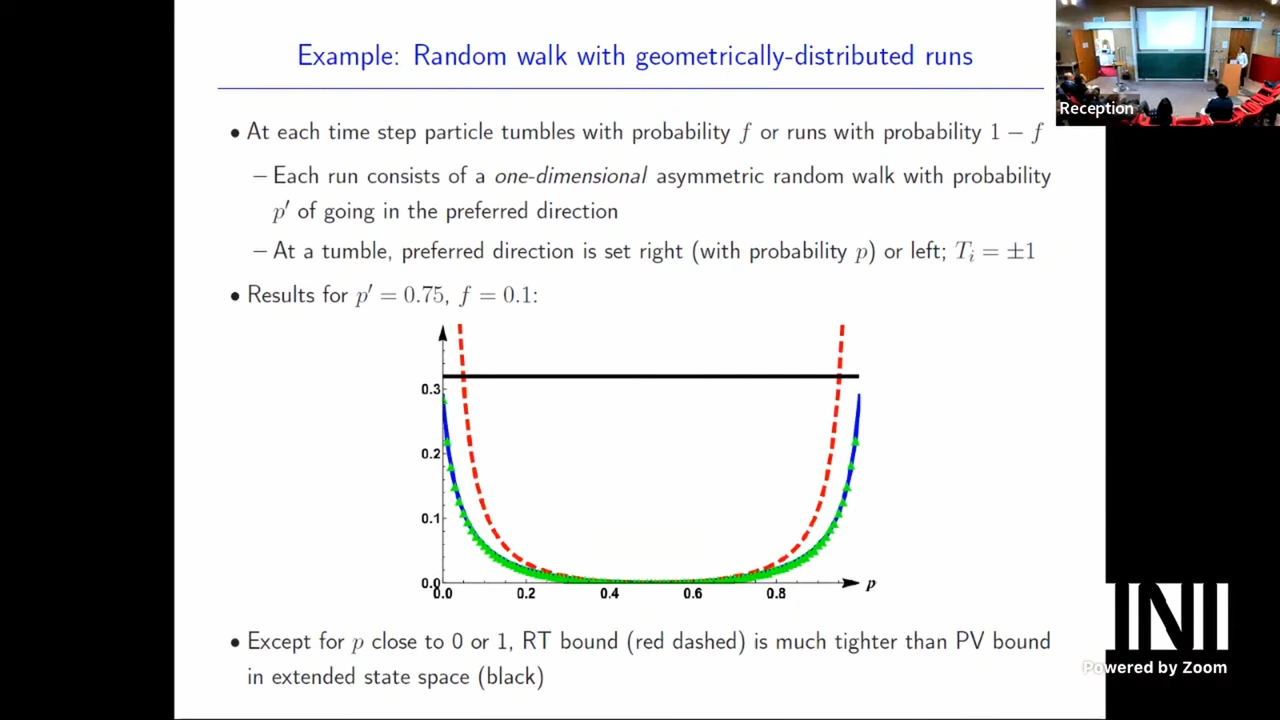 Example: Random walk with geometrically-distributed runs
Reception
• At each time step particle tumbles with probability f or runs with probability 1 − f
– Each run consists of a one-dimensional asymmetric random walk with probability
p′ of going in the preferred direction
– At a tumble, preferred direction is set right (with probability p) or left; Tᵢ = ±1
• Results for p′ = 0.75, f = 0.1:
0.3
0.2
0.1
0.0
0.0 0.2 0.4 0.6 0.8 p
• Except for p close to 0 or 1, RT bound (red dashed) is much tighter than PV bound
in extended state space (black)
INI
Powered by Zoom